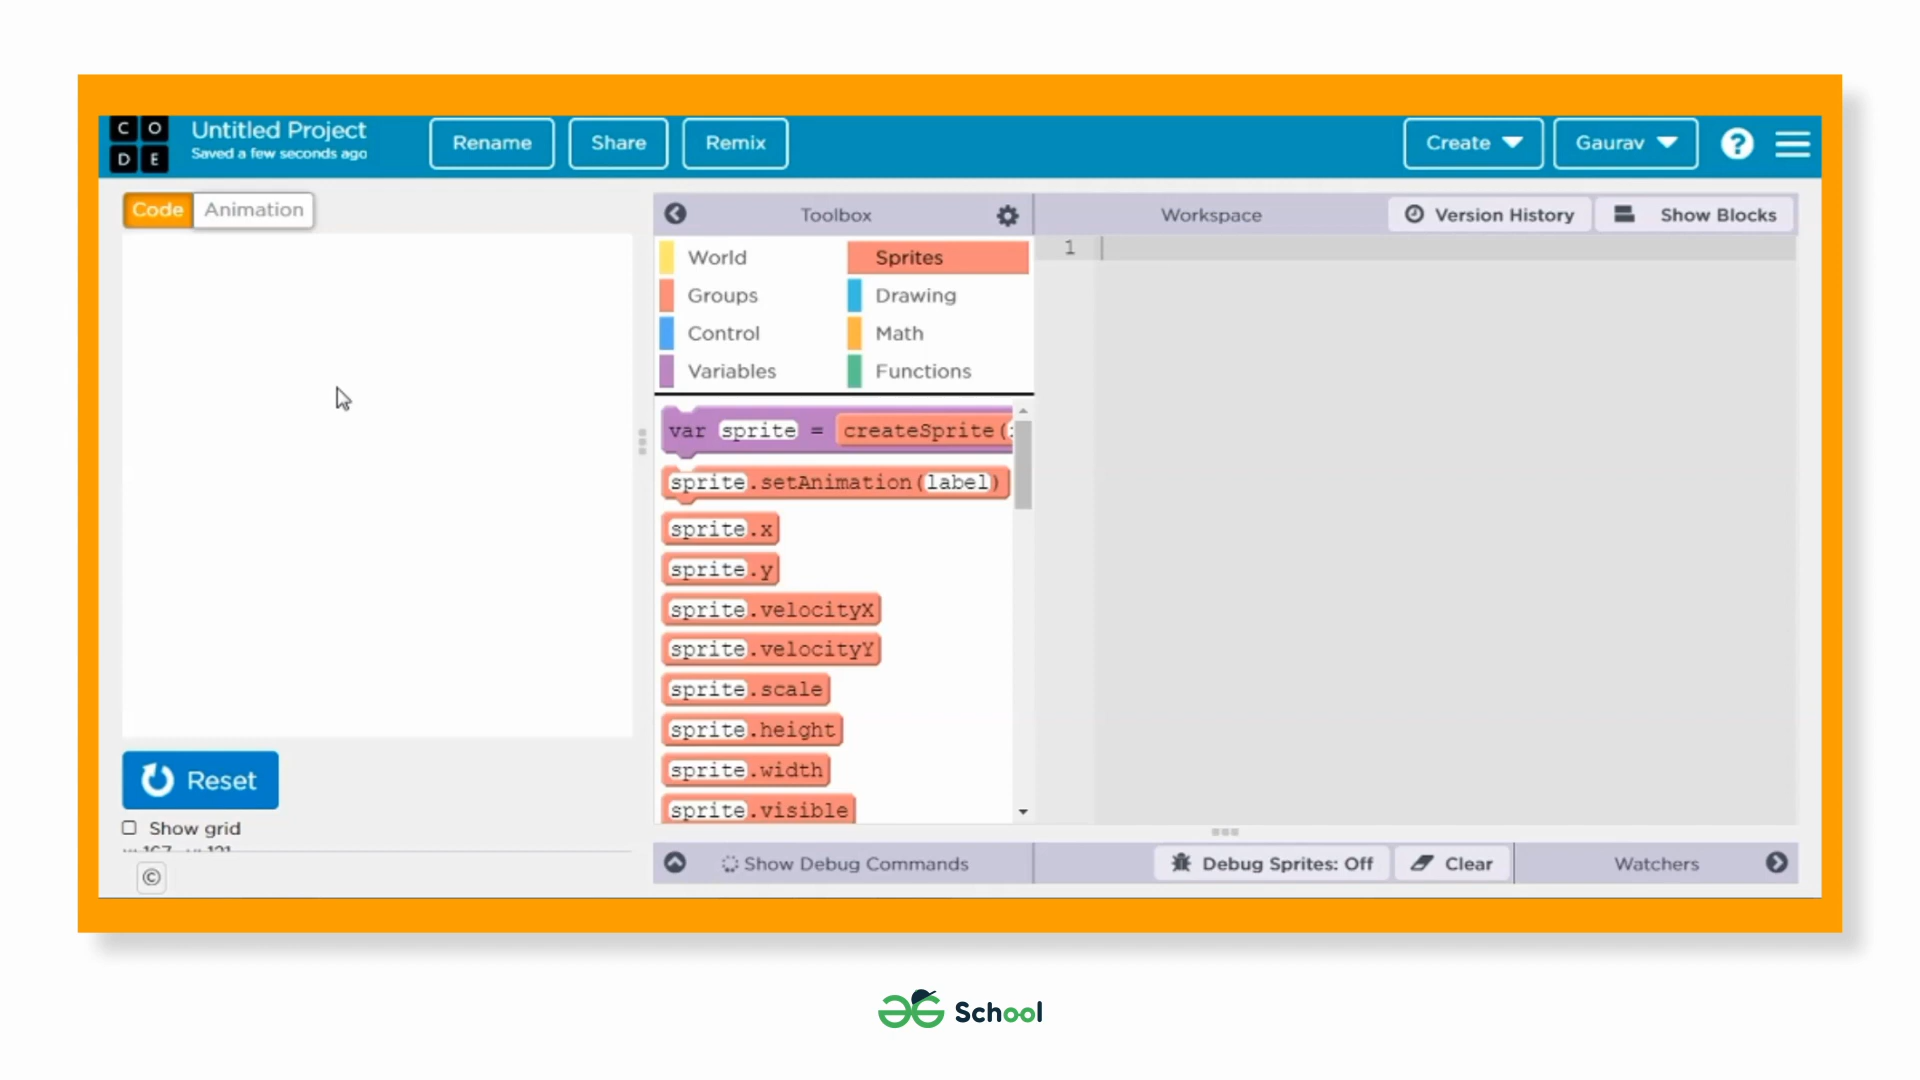 CO
DE
Untitled Project
Saved a few seconds ago
Rename
Share
Remix
Create
Gaurav
?
Code
Animation
Toolbox
Workspace
Version History
Show Blocks
World
Sprites
Groups
Drawing
Control
Math
Variables
Functions
1
var sprite = createSprite(
sprite.setAnimation(label)
sprite.x
sprite.y
sprite.velocityX
sprite.velocityY
sprite.scale
sprite.height
sprite.width
sprite.visible
Reset
Show grid
©
Show Debug Commands
Debug Sprites: Off
Clear
Watchers
School